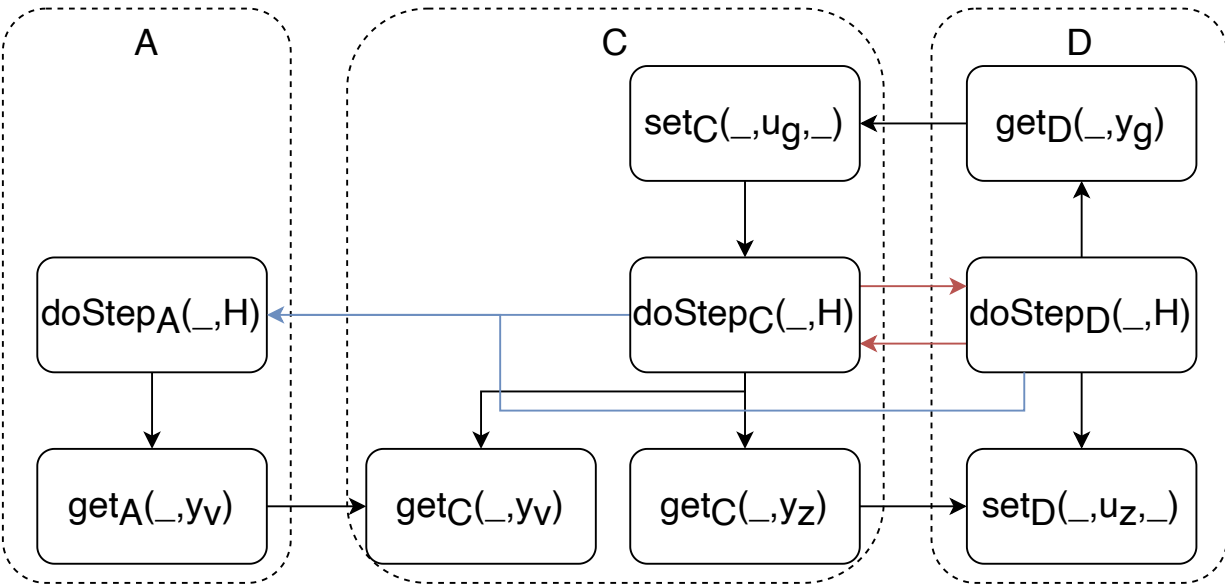 A
C
D
setC(_,ug,_)
getD(_,yg)
doStepA(_,H)
doStepC(_,H)
doStepD(_,H)
getA(_,yv)
getC(_,yv)
getC(_,yz)
setD(_,uz,_)